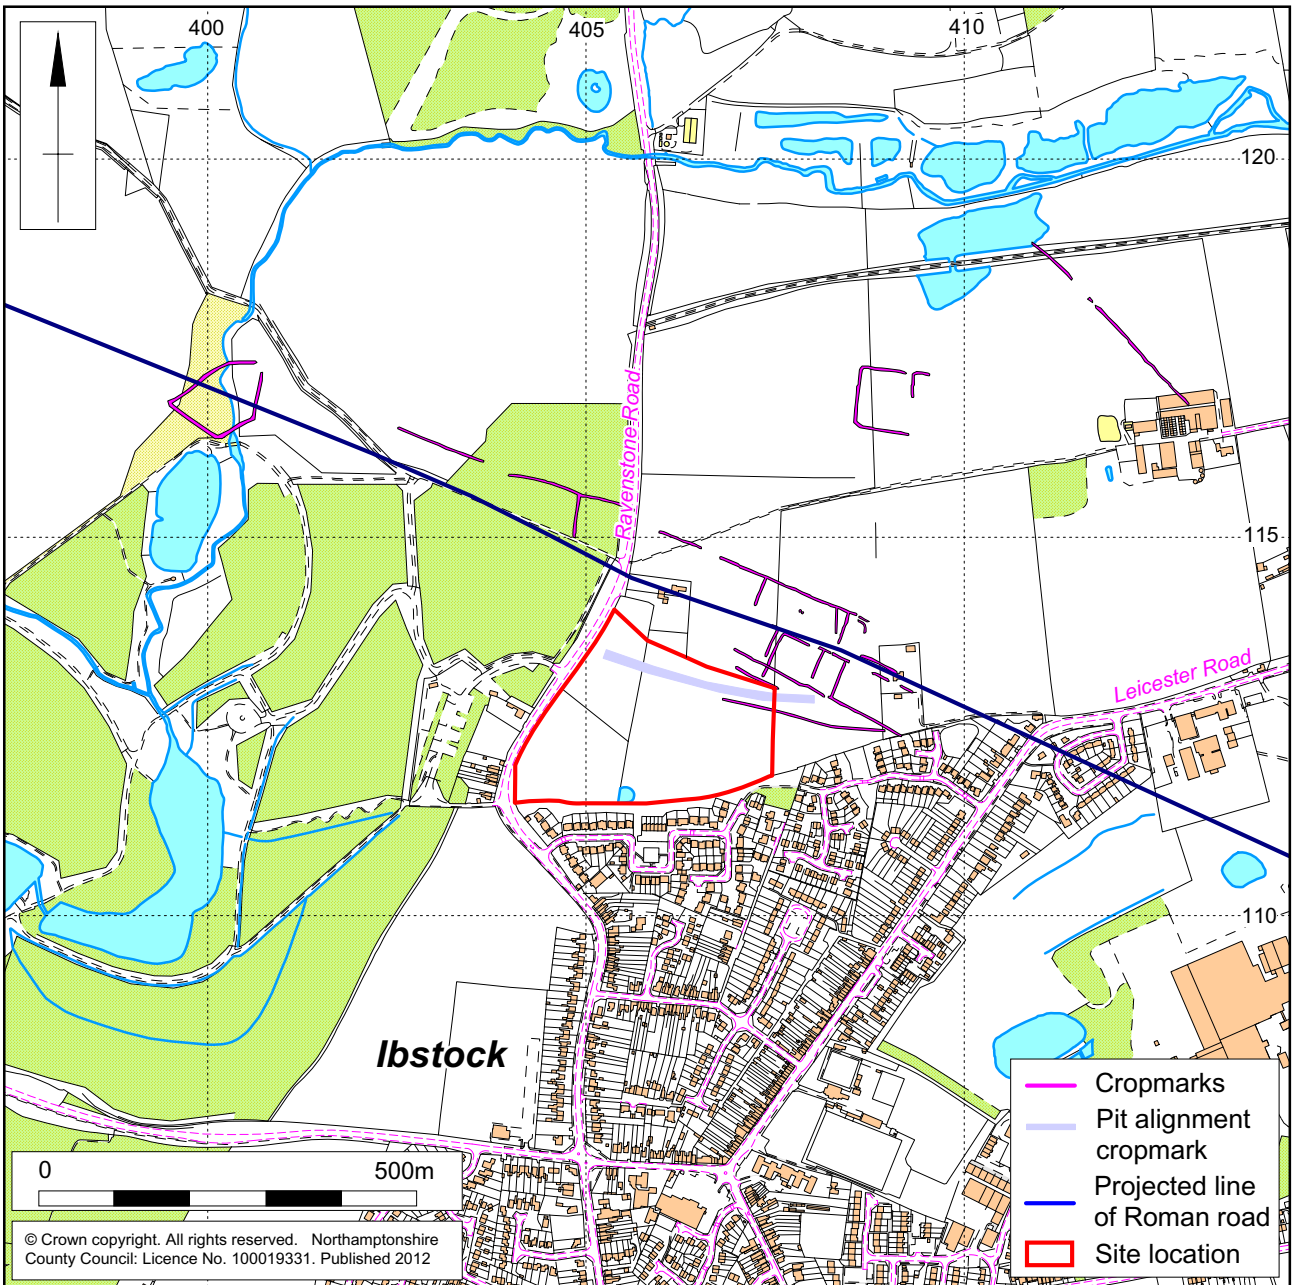 400
405
410
120
Ravenstone Road
115
Leicester Road
110
Ibstock
Cropmarks
Pit alignment
cropmark
Projected line
of Roman road
Site location
0 500m
© Crown copyright. All rights reserved. Northamptonshire
County Council: Licence No. 100019331. Published 2012